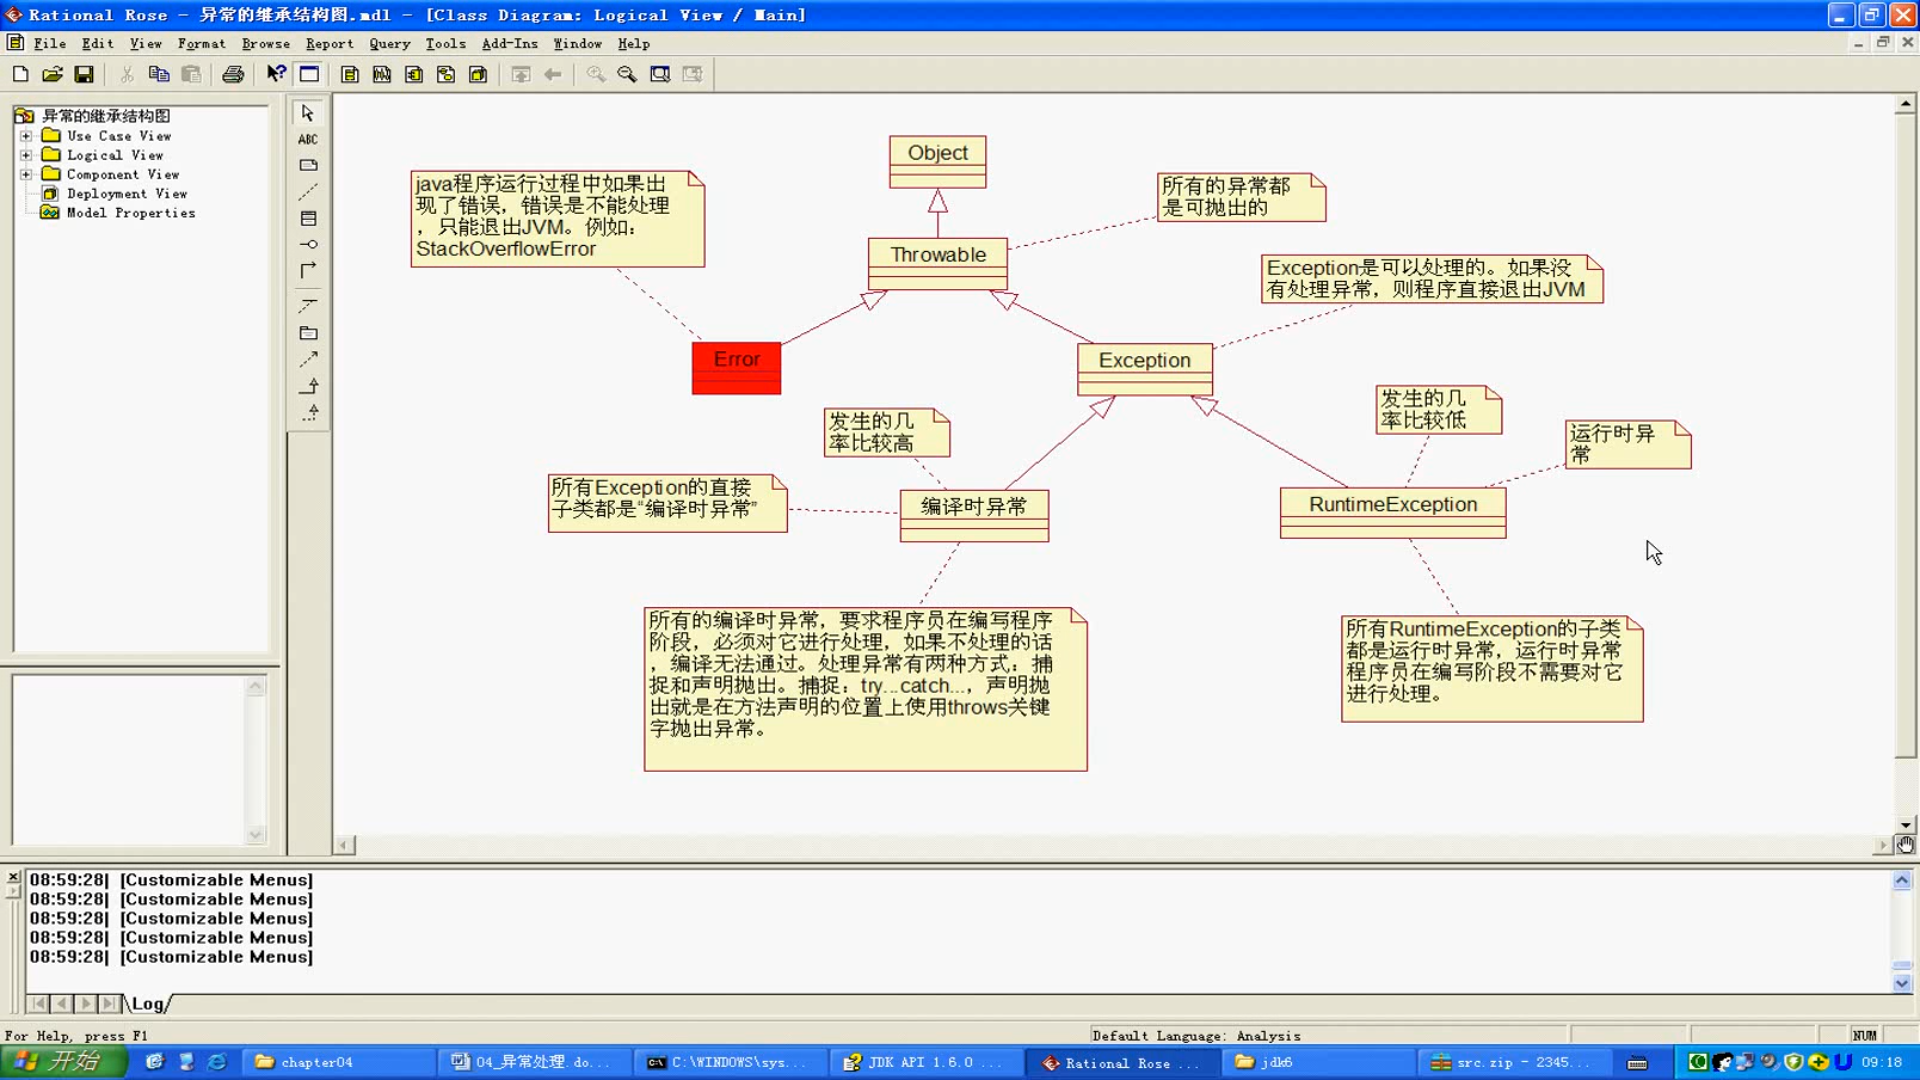 Rational Rose - 异常的继承结构图.mdl - [Class Diagram: Logical View / Main]
File Edit View Format Browse Report Query Tools Add-Ins Window Help
异常的继承结构图
Use Case View
Logical View
Component View
Deployment View
Model Properties
ABC
Object
java程序运行过程中如果出
现了错误，错误是不能处理
，只能退出JVM。例如：
StackOverflowError
所有的异常都
是可抛出的
Throwable
Exception是可以处理的。如果没
有处理异常，则程序直接退出JVM
Error
Exception
发生的几
率比较高
发生的几
率比较低
运行时异
常
所有Exception的直接
子类都是“编译时异常”
编译时异常
RuntimeException
所有的编译时异常，要求程序员在编写程序
阶段，必须对它进行处理，如果不处理的话
，编译无法通过。处理异常有两种方式：捕
捉和声明抛出。捕捉：try...catch...，声明抛
出就是在方法声明的位置上使用throws关键
字抛出异常。
所有RuntimeException的子类
都是运行时异常，运行时异常
程序员在编写阶段不需要对它
进行处理。
08:59:28| [Customizable Menus]
08:59:28| [Customizable Menus]
08:59:28| [Customizable Menus]
08:59:28| [Customizable Menus]
08:59:28| [Customizable Menus]
Log
For Help, press F1
Default Language: Analysis
NUM
开始
chapter04
04_异常处理.do...
C:\WINDOWS\sys...
JDK API 1.6.0 ...
Rational Rose ...
jdk6
src.zip - 2345...
09:18